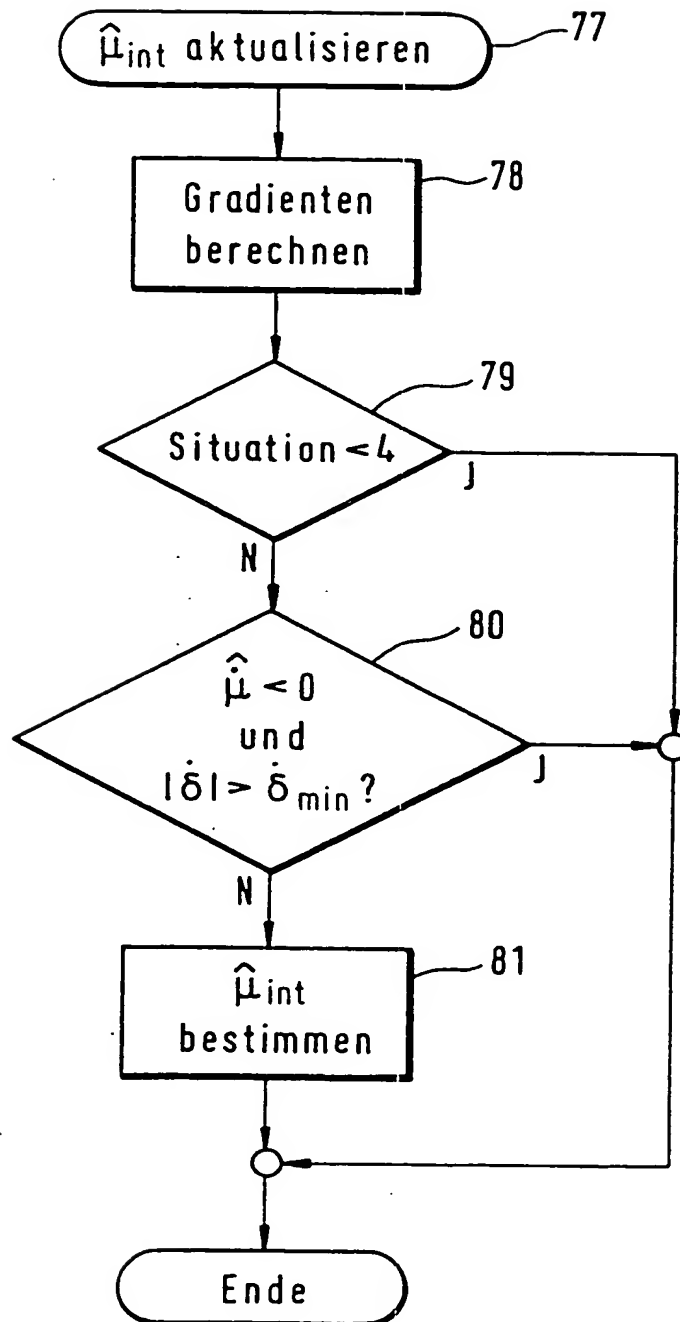 μ̂int aktualisieren
77
Gradienten
berechnen
78
Situation < 4
79
J
N
μ̂̇ < 0
und
|δ̇| > δ̇min ?
80
J
N
μ̂int
bestimmen
81
Ende